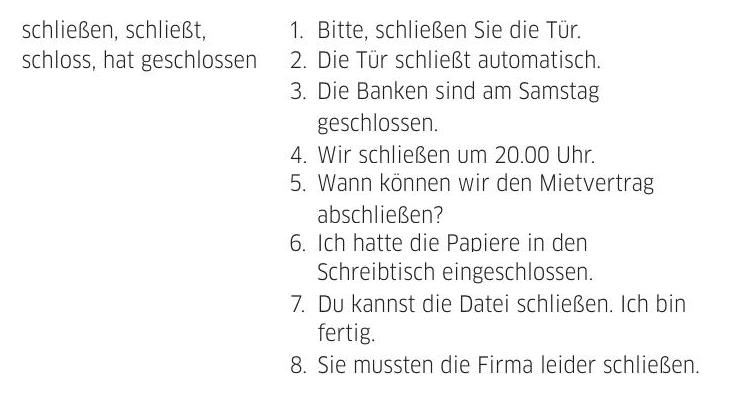 schließen, schließt,
schloss, hat geschlossen
1. Bitte, schließen Sie die Tür.
2. Die Tür schließt automatisch.
3. Die Banken sind am Samstag
geschlossen.
4. Wir schließen um 20.00 Uhr.
5. Wann können wir den Mietvertrag
abschließen?
6. Ich hatte die Papiere in den
Schreibtisch eingeschlossen.
7. Du kannst die Datei schließen. Ich bin
fertig.
8. Sie mussten die Firma leider schließen.